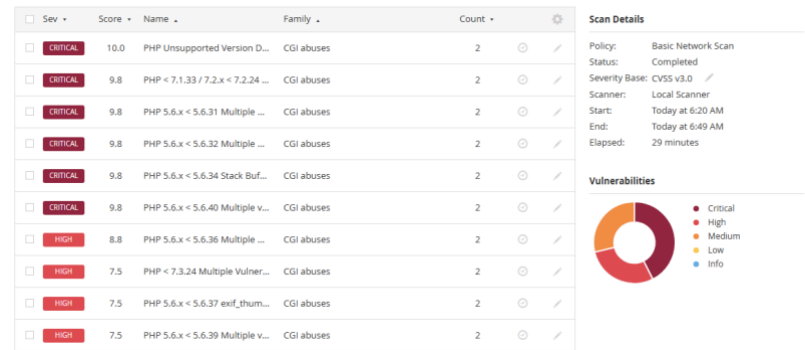 Sev Score Name Family Count
CRITICAL 10.0 PHP Unsupported Version D... CGI abuses 2
CRITICAL 9.8 PHP < 7.1.33 / 7.2.x < 7.2.24 ... CGI abuses 2
CRITICAL 9.8 PHP 5.6.x < 5.6.31 Multiple ... CGI abuses 2
CRITICAL 9.8 PHP 5.6.x < 5.6.32 Multiple ... CGI abuses 2
CRITICAL 9.8 PHP 5.6.x < 5.6.34 Stack Buf... CGI abuses 2
CRITICAL 9.8 PHP 5.6.x < 5.6.40 Multiple v... CGI abuses 2
HIGH 8.8 PHP 5.6.x < 5.6.36 Multiple ... CGI abuses 2
HIGH 7.5 PHP < 7.3.24 Multiple Vulner... CGI abuses 2
HIGH 7.5 PHP 5.6.x < 5.6.37 exif_thum... CGI abuses 2
HIGH 7.5 PHP 5.6.x < 5.6.39 Multiple v... CGI abuses 2
Scan Details
Policy: Basic Network Scan
Status: Completed
Severity Base: CVSS v3.0
Scanner: Local Scanner
Start: Today at 6:20 AM
End: Today at 6:49 AM
Elapsed: 29 minutes
Vulnerabilities
Critical
High
Medium
Low
Info